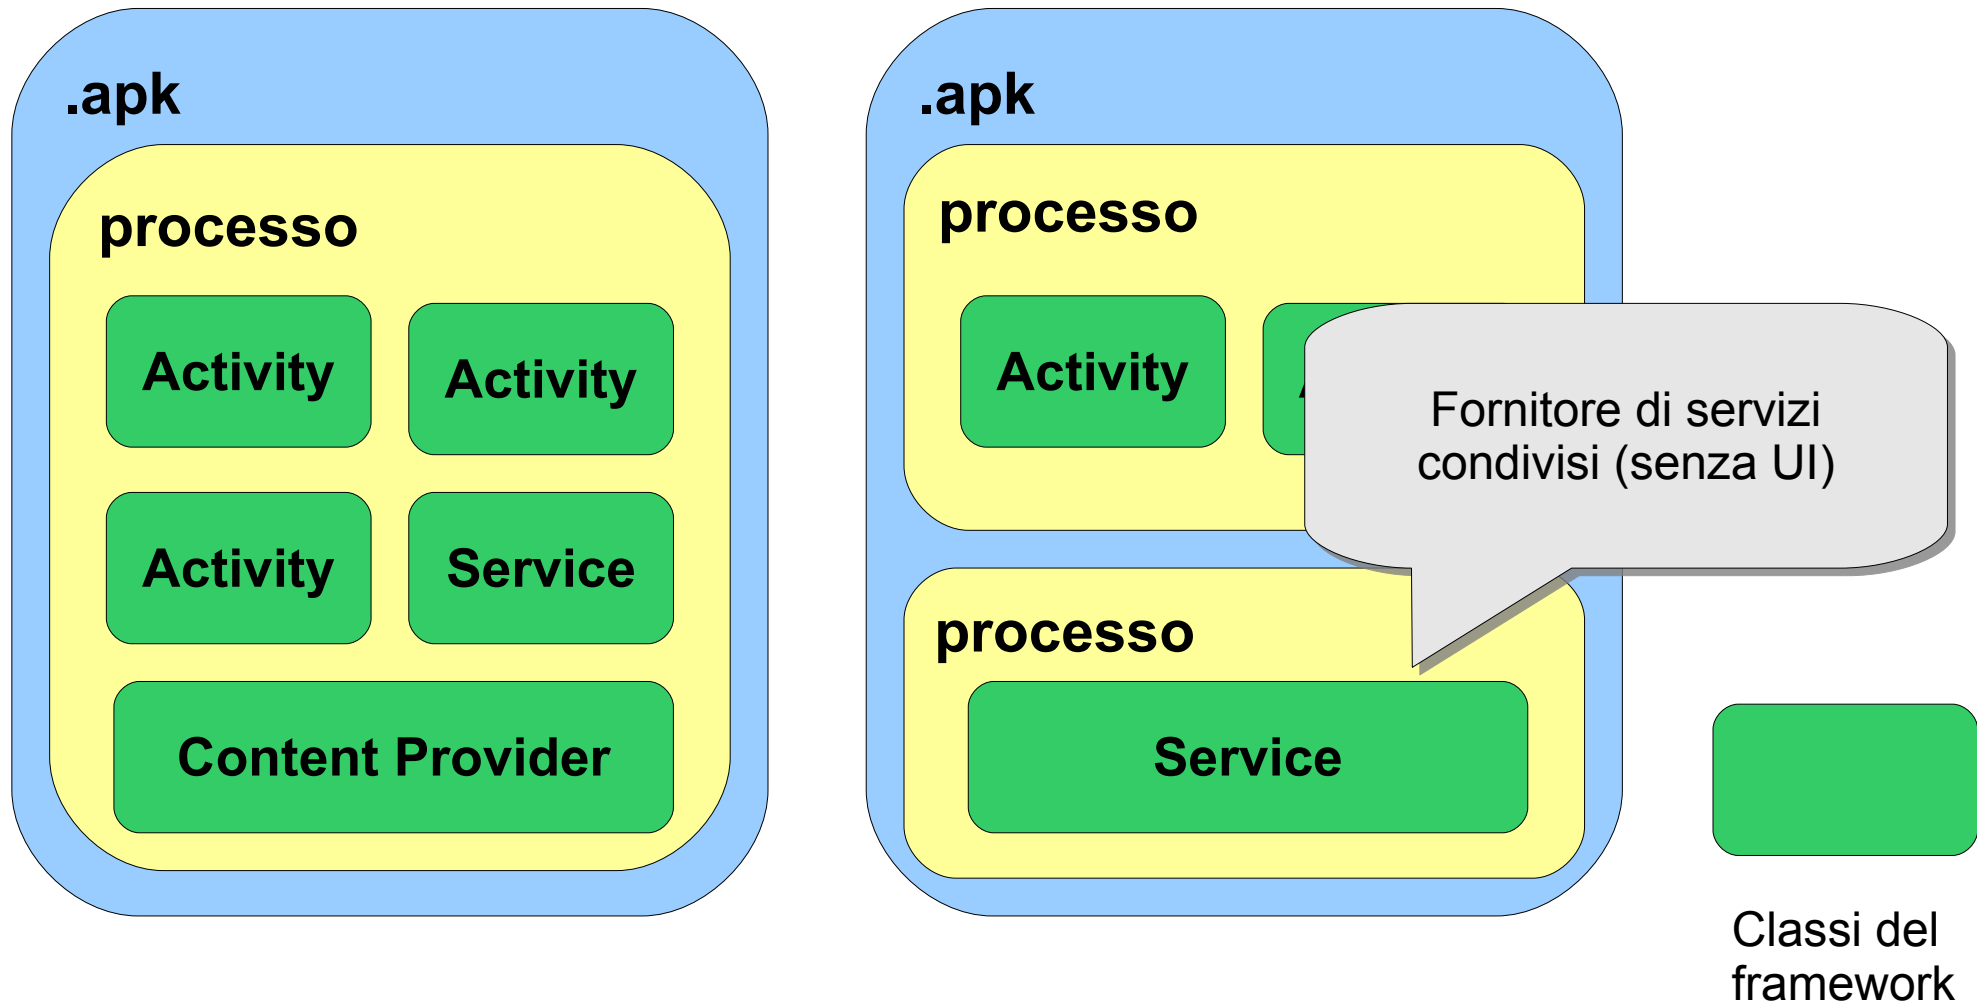 .apk
processo
Activity
Activity
Activity
Service
Content Provider
.apk
processo
Activity
Fornitore di servizi
condivisi (senza UI)
processo
Service
Classi del
framework